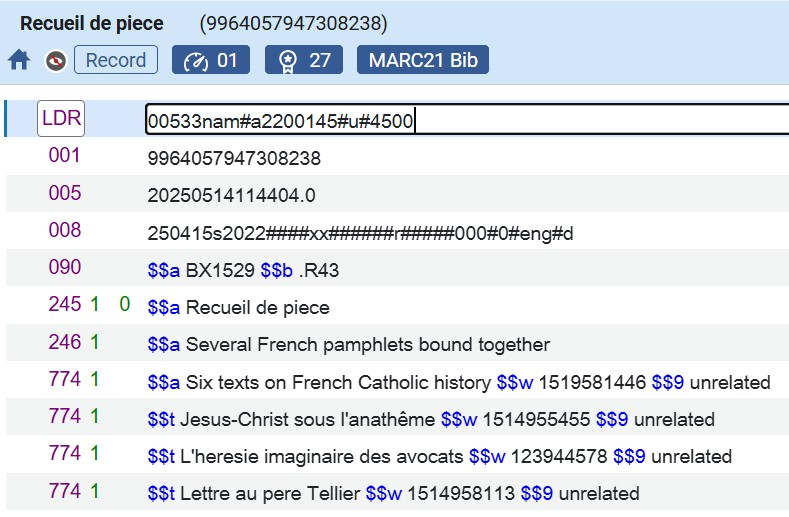 Recueil de piece (9964057947308238)
Record 01 27 MARC21 Bib
LDR 00533nam#a2200145#u#4500
001 9964057947308238
005 20250514114404.0
008 250415s2022####xx######r#####000#0#eng#d
090 $$a BX1529 $$b .R43
245 1 0 $$a Recueil de piece
246 1 $$a Several French pamphlets bound together
774 1 $$a Six texts on French Catholic history $$w 1519581446 $$9 unrelated
774 1 $$t Jesus-Christ sous l'anathême $$w 1514955455 $$9 unrelated
774 1 $$t L'heresie imaginaire des avocats $$w 123944578 $$9 unrelated
774 1 $$t Lettre au pere Tellier $$w 1514958113 $$9 unrelated